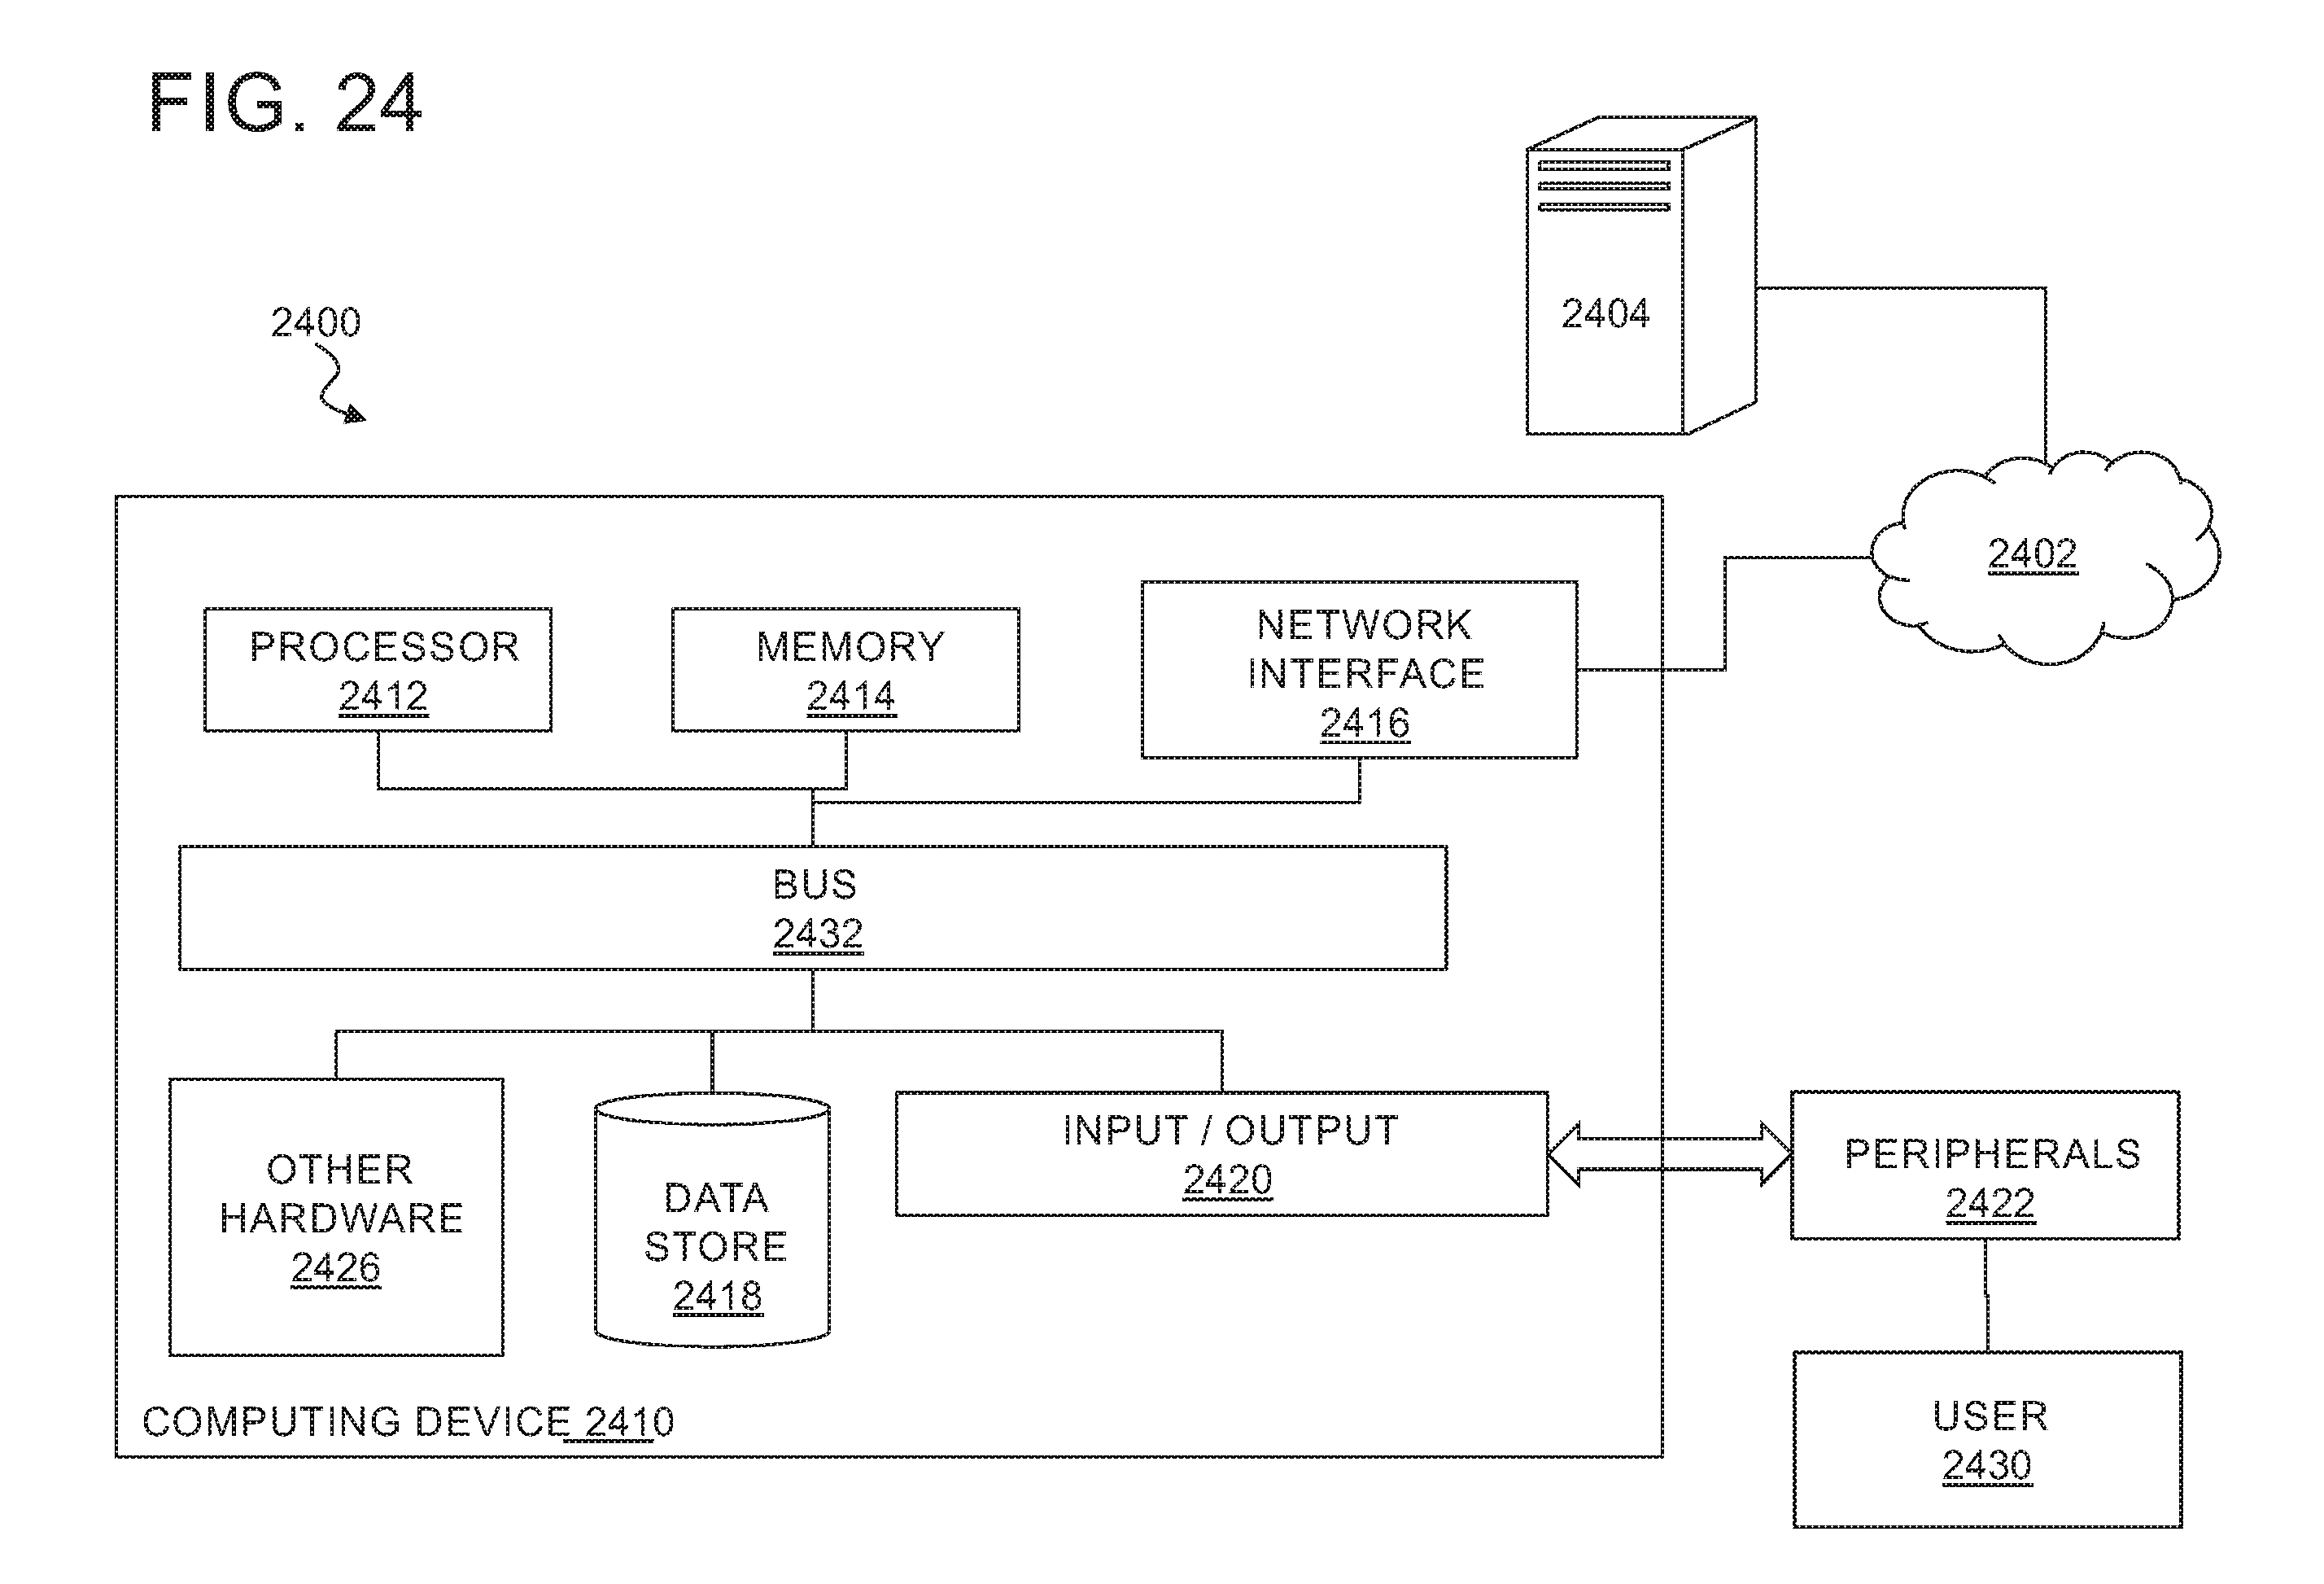 FIG. 24
2404
2400
2402
PROCESSOR
2412
MEMORY
2414
NETWORK
INTERFACE
2416
BUS
2432
OTHER
HARDWARE
2426
DATA
STORE
2418
INPUT / OUTPUT
2420
PERIPHERALS
2422
COMPUTING DEVICE 2410
USER
2430